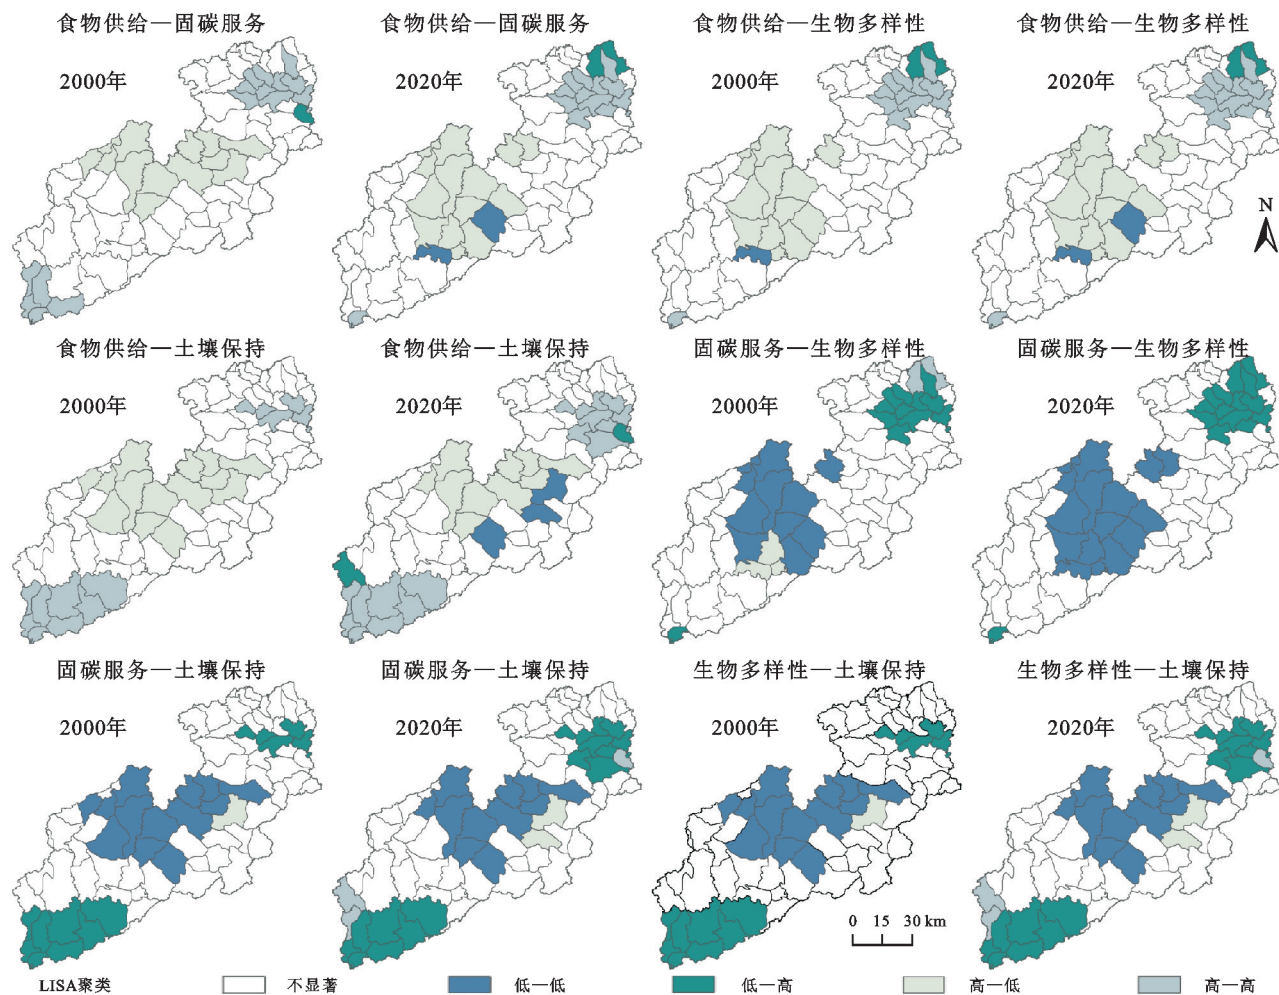 食物供给—固碳服务
食物供给—固碳服务
食物供给—生物多样性
食物供给—生物多样性
2000年
2020年
2000年
2020年
N
食物供给—土壤保持
食物供给—土壤保持
固碳服务—生物多样性
固碳服务—生物多样性
2000年
2020年
2000年
2020年
固碳服务—土壤保持
固碳服务—土壤保持
生物多样性—土壤保持
生物多样性—土壤保持
2000年
2020年
2000年
2020年
0 15 30 km
LISA聚类 不显著 低—低 低—高 高—低 高—高